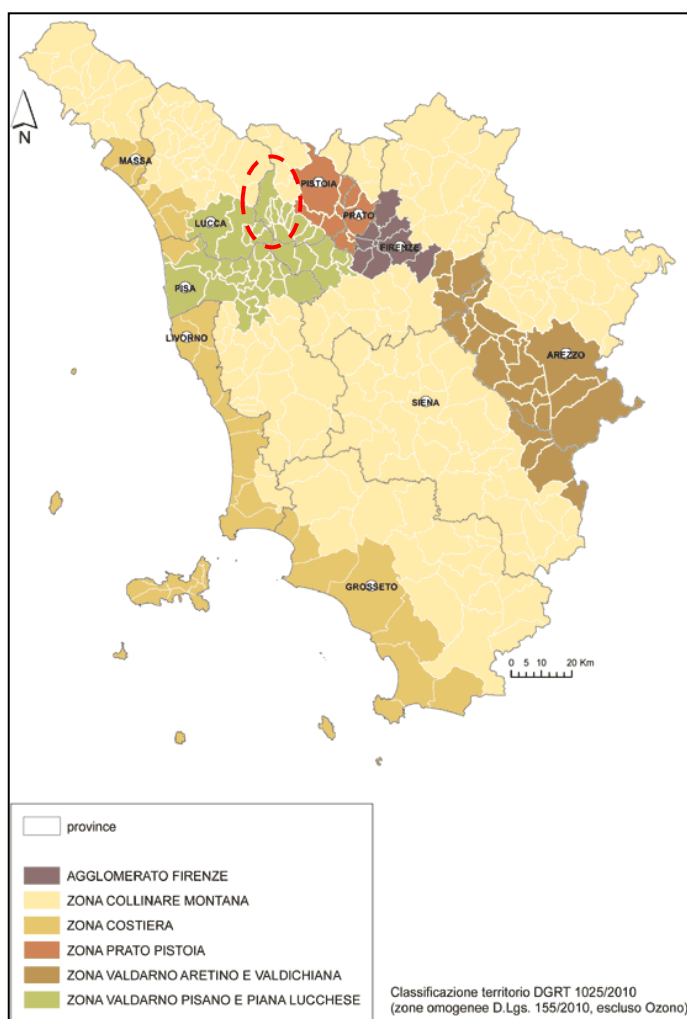 N
MASSA
PISTOIA
PRATO
LUCCA
FIRENZE
PISA
LIVORNO
AREZZO
SIENA
GROSSETO
0 5 10 20 Km
province
AGGLOMERATO FIRENZE
ZONA COLLINARE MONTANA
ZONA COSTIERA
ZONA PRATO PISTOIA
ZONA VALDARNO ARETINO E VALDICHIANA
ZONA VALDARNO PISANO E PIANA LUCCHESE
Classificazione territorio DGRT 1025/2010
(zone omogenee D.Lgs. 155/2010, escluso Ozono)